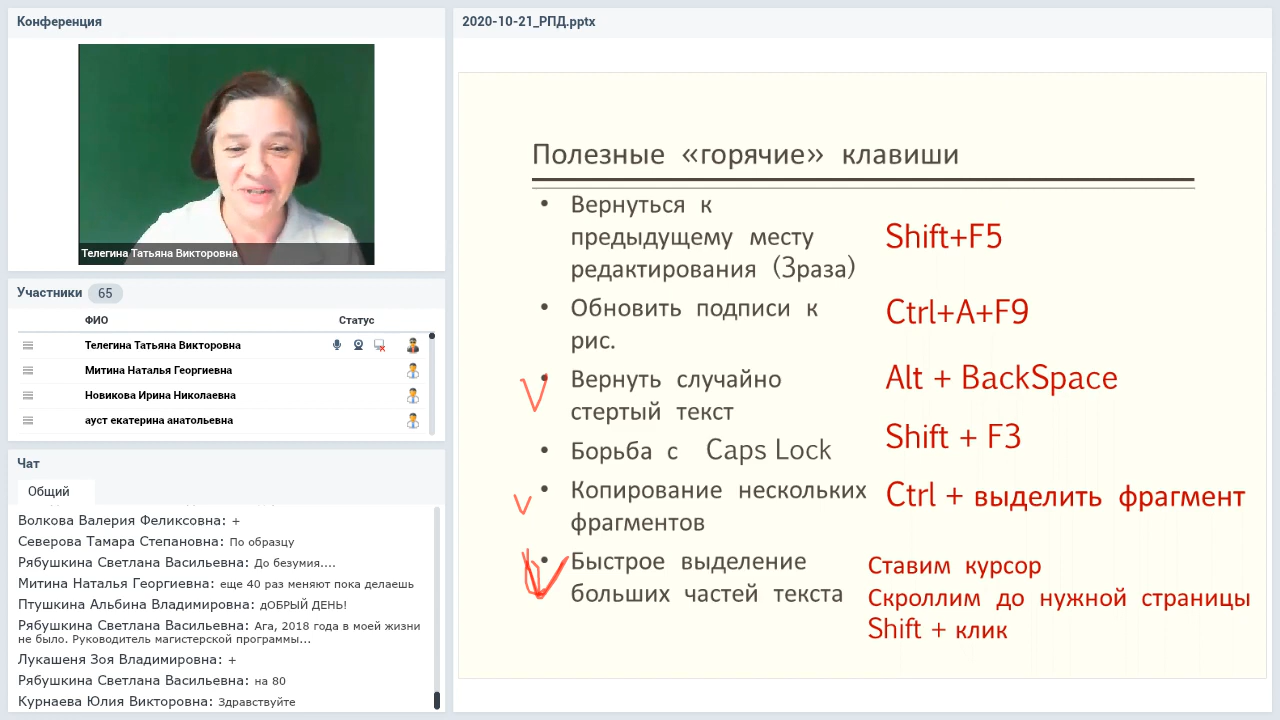 Конференция
Телегина Татьяна Викторовна
Участники 65
ФИО Статус
Телегина Татьяна Викторовна
Митина Наталья Георгиевна
Новикова Ирина Николаевна
ауст екатерина анатольевна
Чат
Общий
Волкова Валерия Феликсовна: +
Северова Тамара Степановна: По образцу
Рябушкина Светлана Васильевна: До безумия....
Митина Наталья Георгиевна: еще 40 раз меняют пока делаешь
Птушкина Альбина Владимировна: дОБРЫЙ ДЕНЬ!
Рябушкина Светлана Васильевна: Ага, 2018 года в моей жизни
не было. Руководитель магистерской программы...
Лукашеня Зоя Владимировна: +
Рябушкина Светлана Васильевна: на 80
Курнаева Юлия Викторовна: Здравствуйте
2020-10-21_РПД.pptx
Полезные «горячие» клавиши
• Вернуться к
предыдущему месту
редактирования (3раза)
Shift+F5
• Обновить подписи к
рис.
Ctrl+A+F9
• Вернуть случайно
стертый текст
Alt + BackSpace
• Борьба с Caps Lock
Shift + F3
• Копирование нескольких
фрагментов
Ctrl + выделить фрагмент
• Быстрое выделение
больших частей текста
Ставим курсор
Скроллим до нужной страницы
Shift + клик